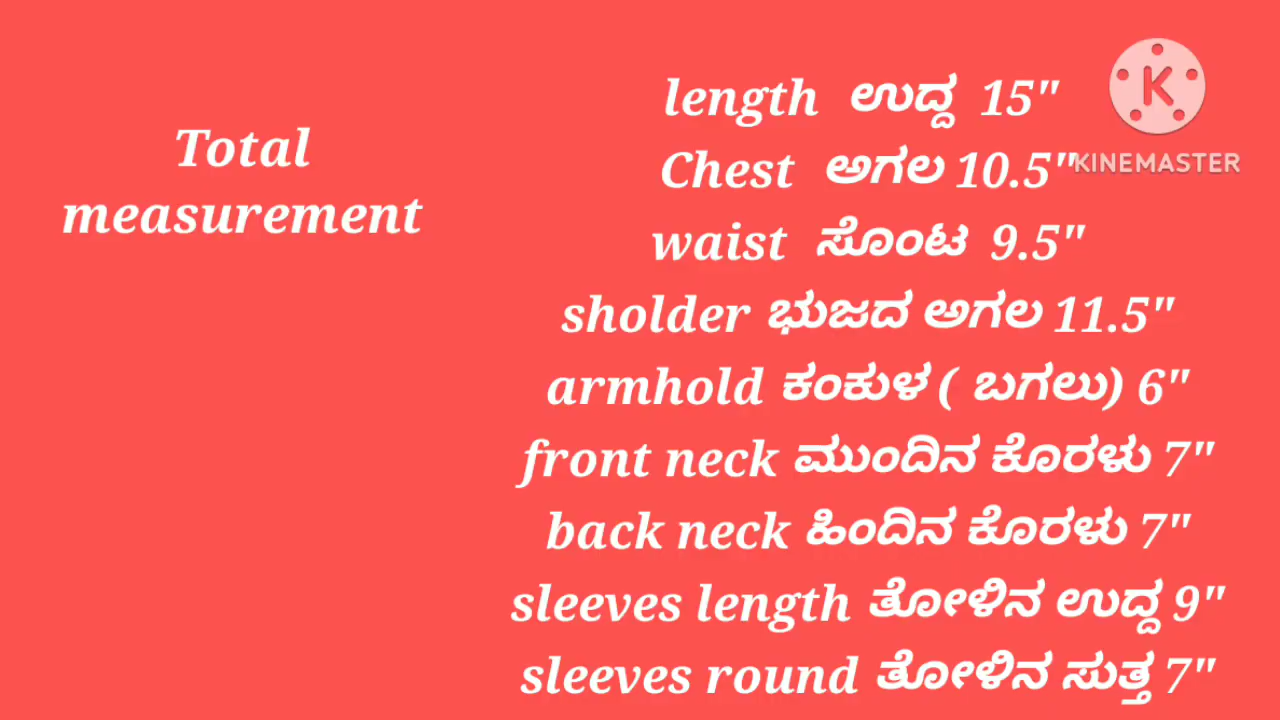 Total
measurement
length ಉದ್ದ 15"
Chest ಅಗಲ 10.5"
waist ಸೊಂಟ 9.5"
sholder ಭುಜದ ಅಗಲ 11.5"
armhold ಕಂಕುಳ ( ಬಗಲು) 6"
front neck ಮುಂದಿನ ಕೊರಳು 7"
back neck ಹಿಂದಿನ ಕೊರಳು 7"
sleeves length ತೋಳಿನ ಉದ್ದ 9"
sleeves round ತೋಳಿನ ಸುತ್ತ 7"
K
KINEMASTER